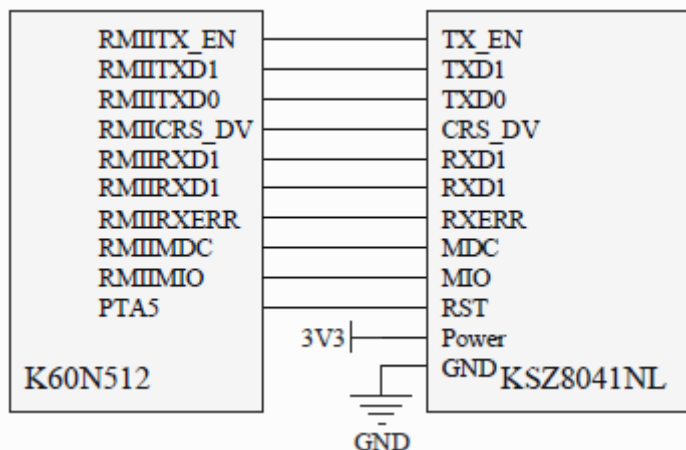 RMIITX_EN TX_EN
RMIITXD1 TXD1
RMIITXD0 TXD0
RMIICRS_DV CRS_DV
RMIIRXD1 RXD1
RMIIRXD1 RXD1
RMIIRXERR RXERR
RMIIMDC MDC
RMIIMIO MIO
PTA5 RST
3V3 Power
GND
K60N512 KSZ8041NL
GND